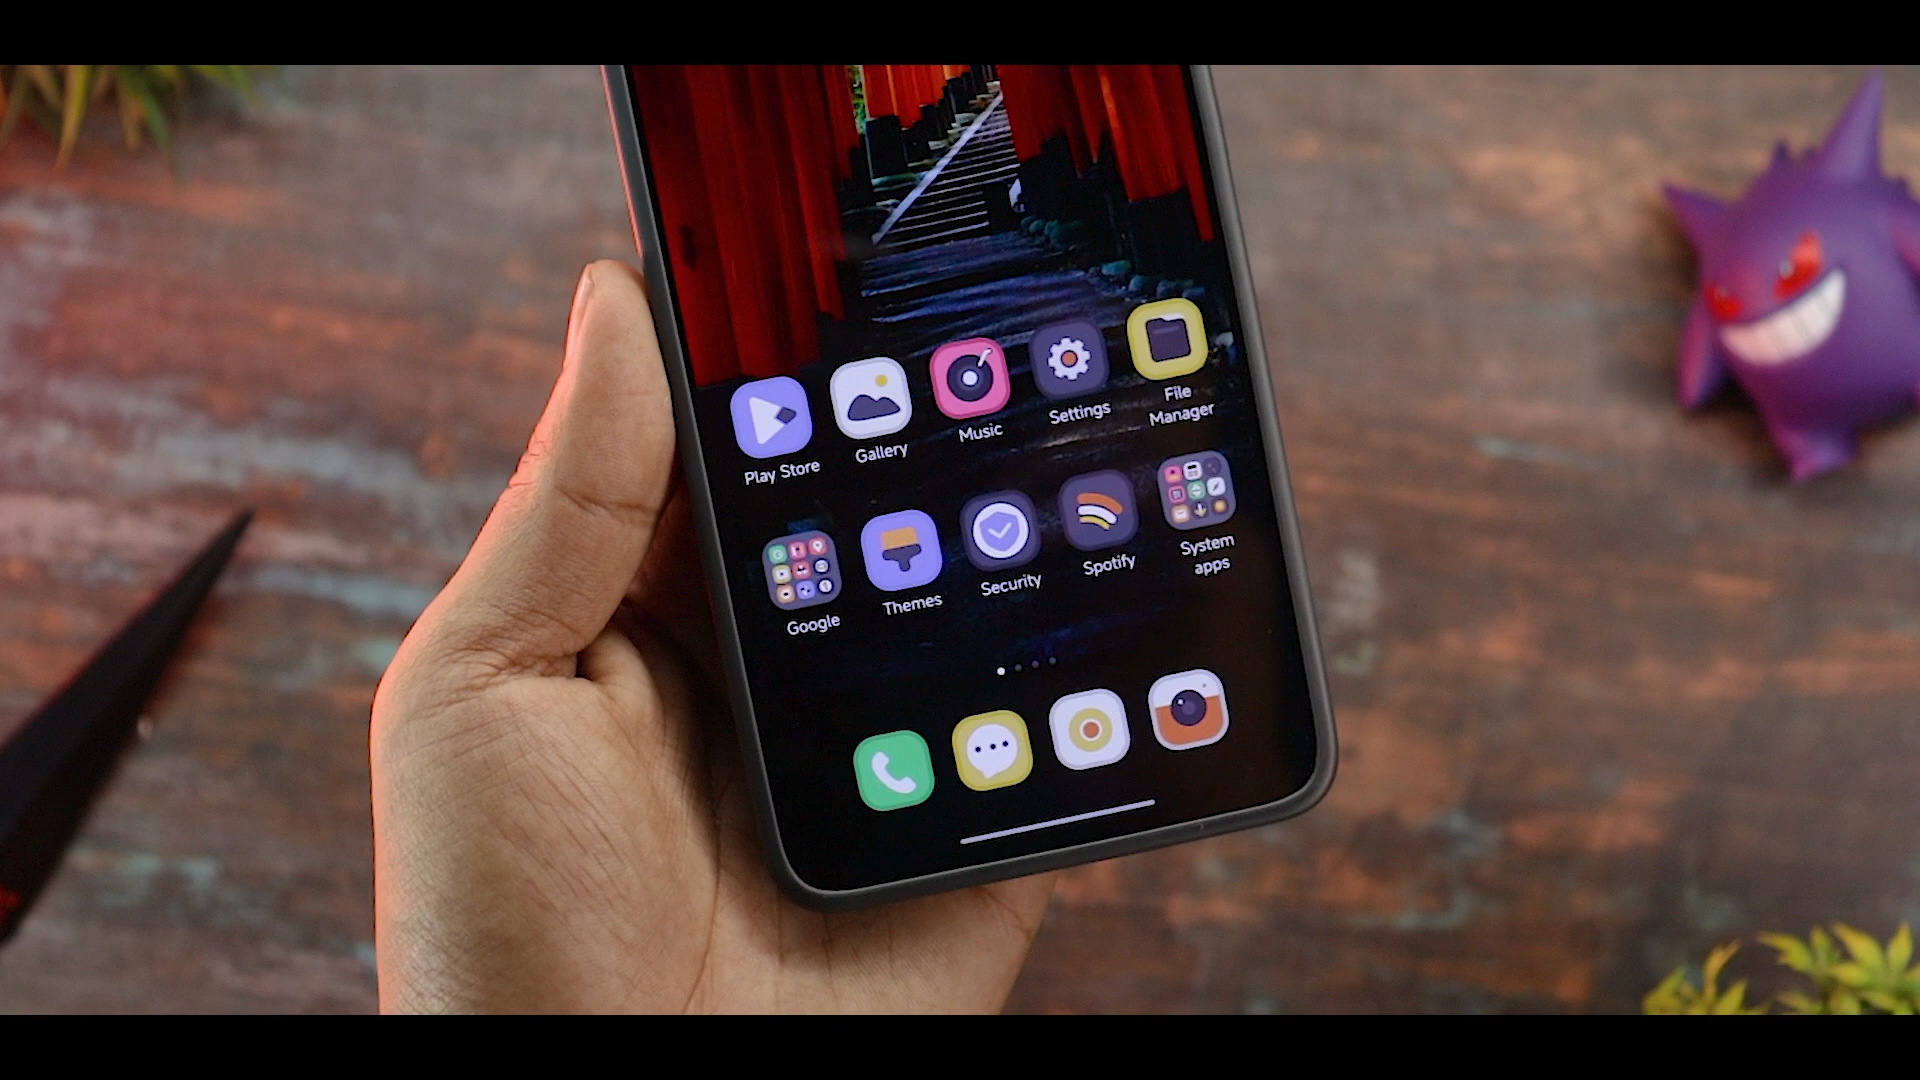 Play Store
Gallery
Music
Settings
File
Manager
Google
Themes
Security
Spotify
System
apps